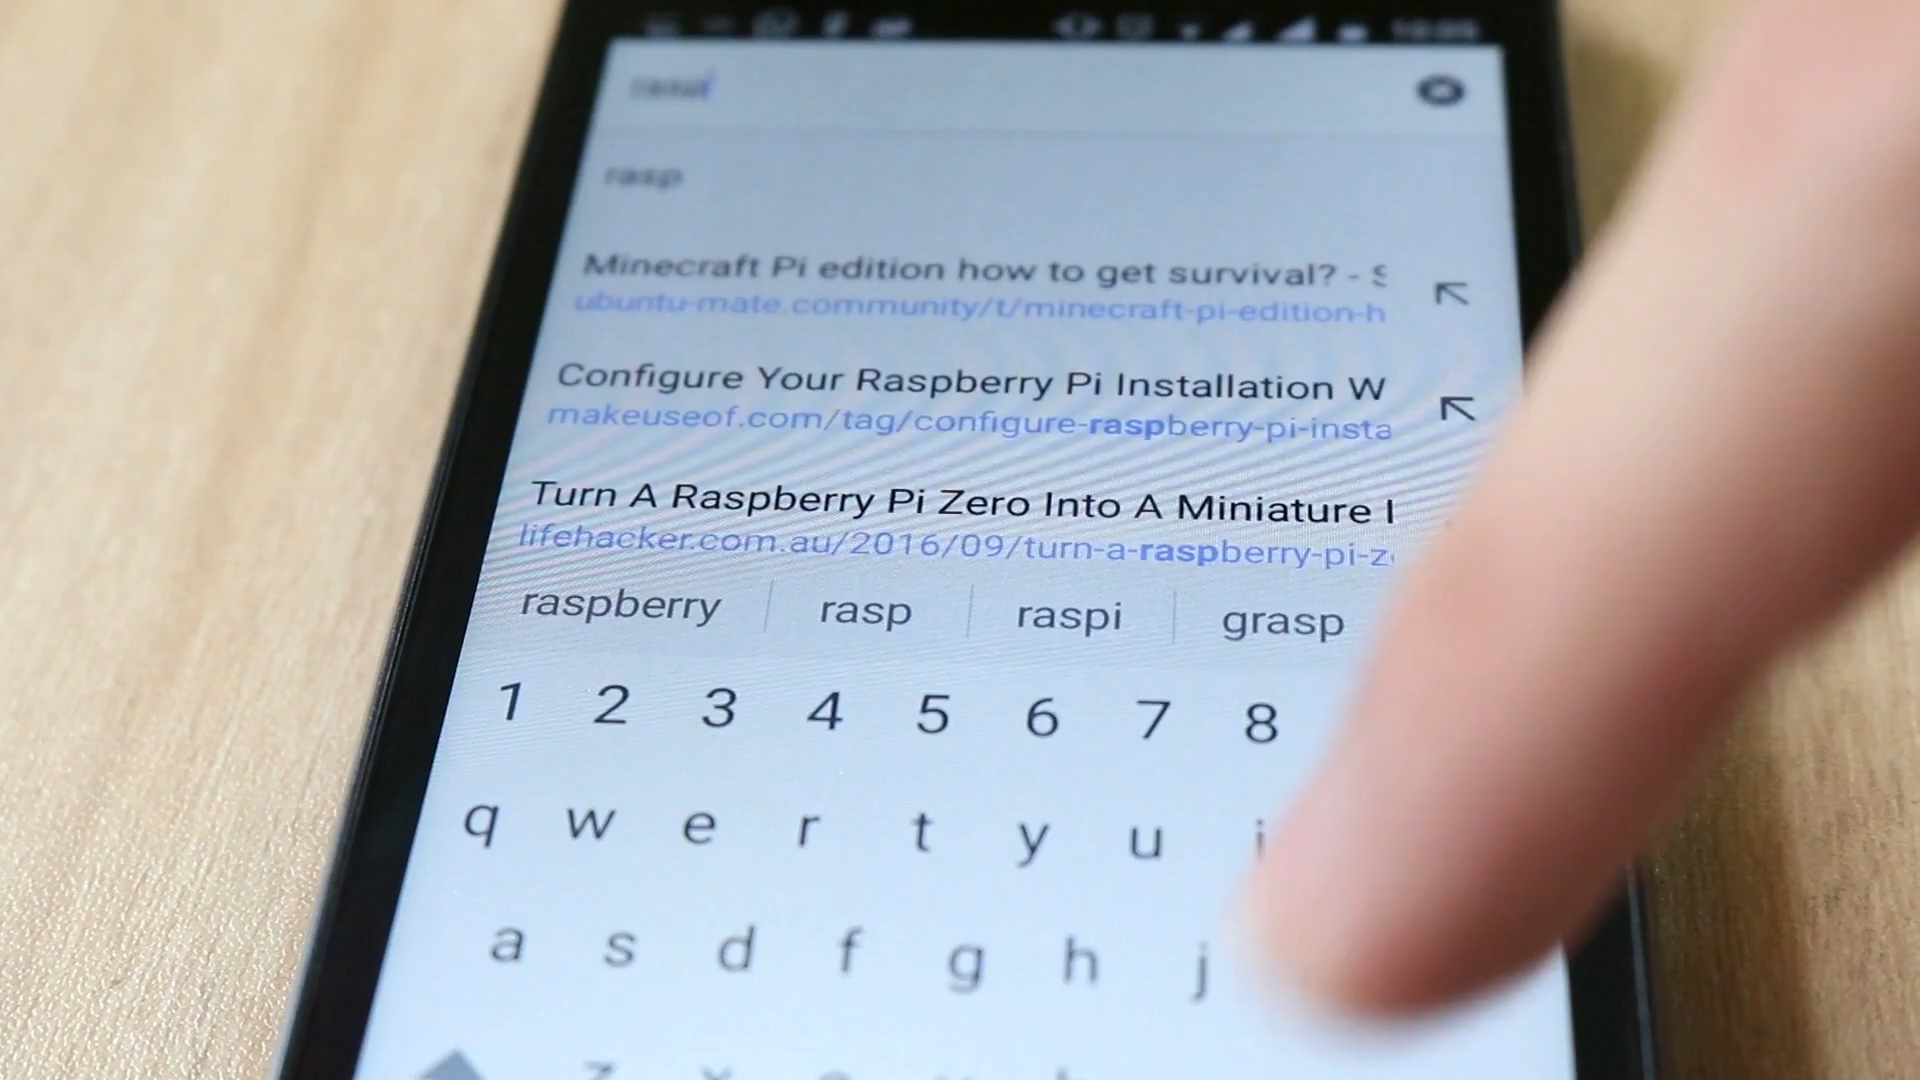 rasp
Minecraft Pi edition how to get survival? - S
ubuntu-mate.community/t/minecraft-pi-edition-h
Configure Your Raspberry Pi Installation W
makeuseof.com/tag/configure-raspberry-pi-insta
Turn A Raspberry Pi Zero Into A Miniature
lifehacker.com.au/2016/09/turn-a-raspberry-pi-z
raspberry rasp raspi grasp
1 2 3 4 5 6 7 8
q w e r t y u i
a s d f g h j